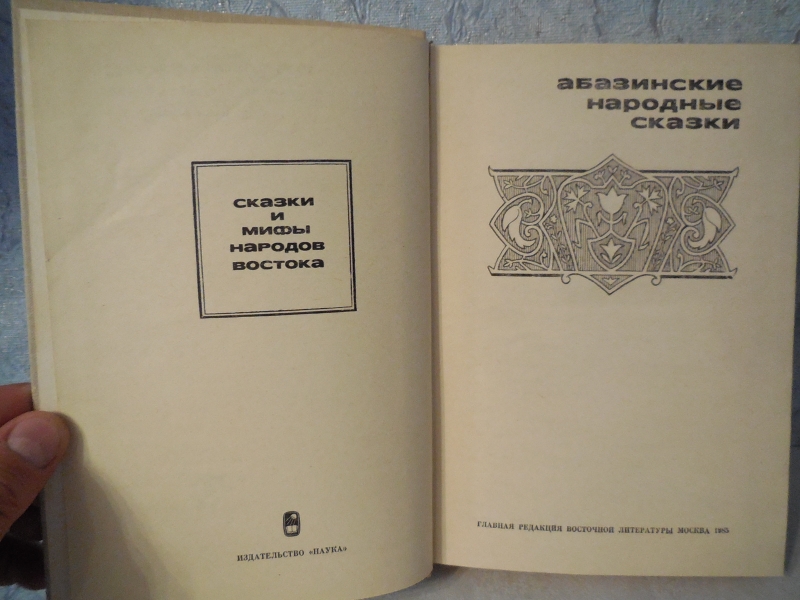 сказки
и
мифы
народов
востока
ИЗДАТЕЛЬСТВО «НАУКА»
абазинские
народные
сказки
ГЛАВНАЯ РЕДАКЦИЯ ВОСТОЧНОЙ ЛИТЕРАТУРЫ МОСКВА 1985